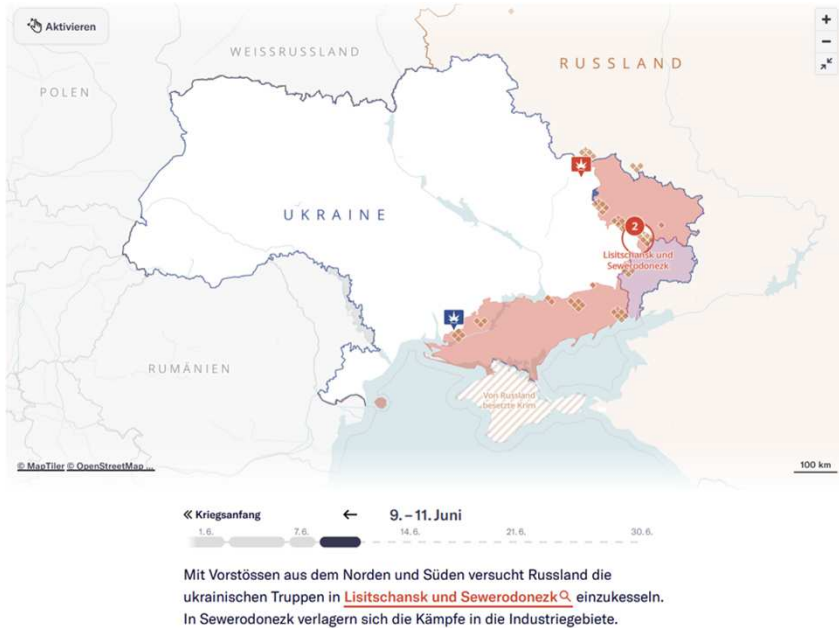 Aktivieren
+
−
WEISSRUSSLAND
RUSSLAND
POLEN
UKRAINE
2
Lisitschansk und
Sewerodonezk
RUMÄNIEN
Von Russland
besetzte Krim
© MapTiler © OpenStreetMap ...
100 km
« Kriegsanfang
← 9. – 11. Juni
1. 6. 7. 6. 14. 6. 21. 6. 30. 6.
Mit Vorstössen aus dem Norden und Süden versucht Russland die
ukrainischen Truppen in Lisitschansk und Sewerodonezk einzukesseln.
In Sewerodonezk verlagern sich die Kämpfe in die Industriegebiete.